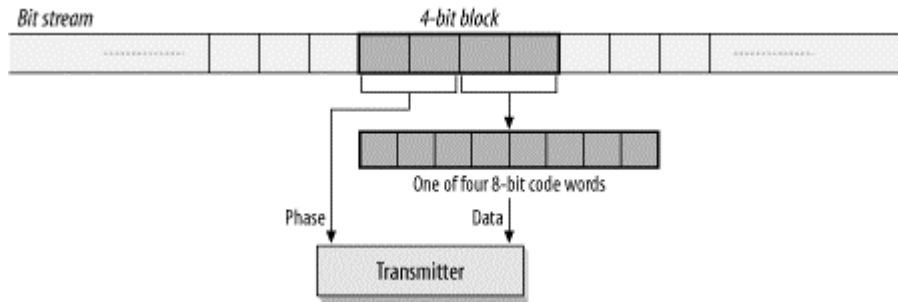 Bit stream
4-bit block
One of four 8-bit code words
Phase
Data
Transmitter